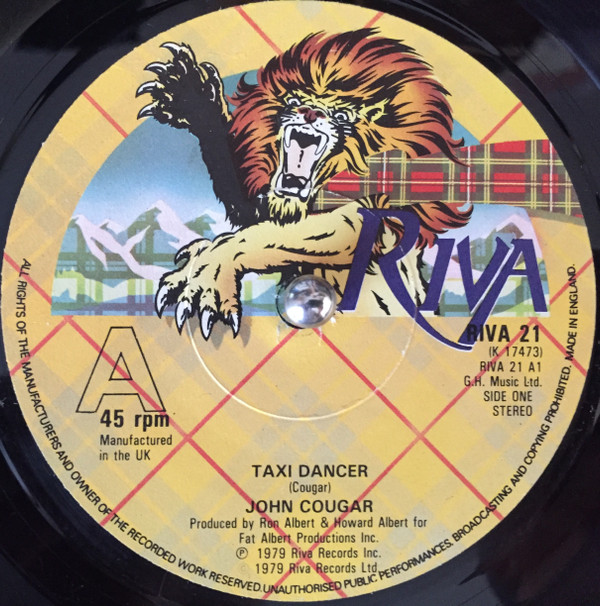 RIVA
RIVA 21
(K 17473)
RIVA 21 A1
G.H. Music Ltd.
SIDE ONE
STEREO
A
45 rpm
Manufactured
in the UK
TAXI DANCER
(Cougar)
JOHN COUGAR
Produced by Ron Albert & Howard Albert for
Fat Albert Productions Inc.
℗ 1979 Riva Records Inc.
1979 Riva Records Ltd.
ALL RIGHTS OF THE MANUFACTURERS AND OWNER OF THE RECORDED WORK RESERVED. UNAUTHORISED PUBLIC PERFORMANCES, BROADCASTING AND COPYING PROHIBITED. MADE IN ENGLAND.